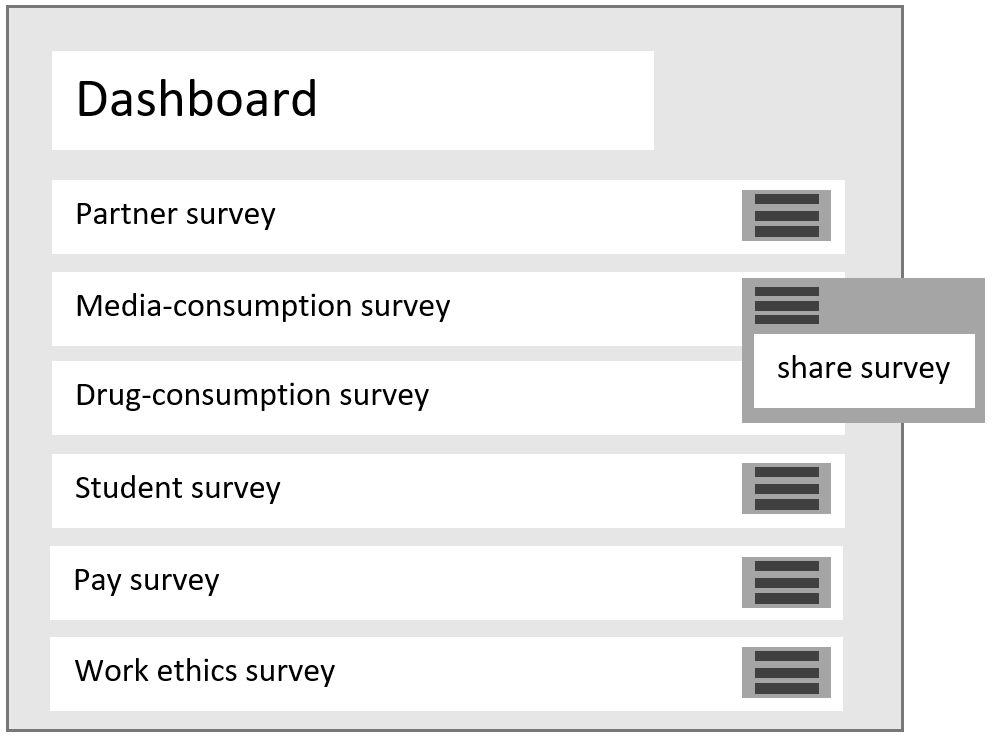 Dashboard
Partner survey
Media-consumption survey
share survey
Drug-consumption survey
Student survey
Pay survey
Work ethics survey